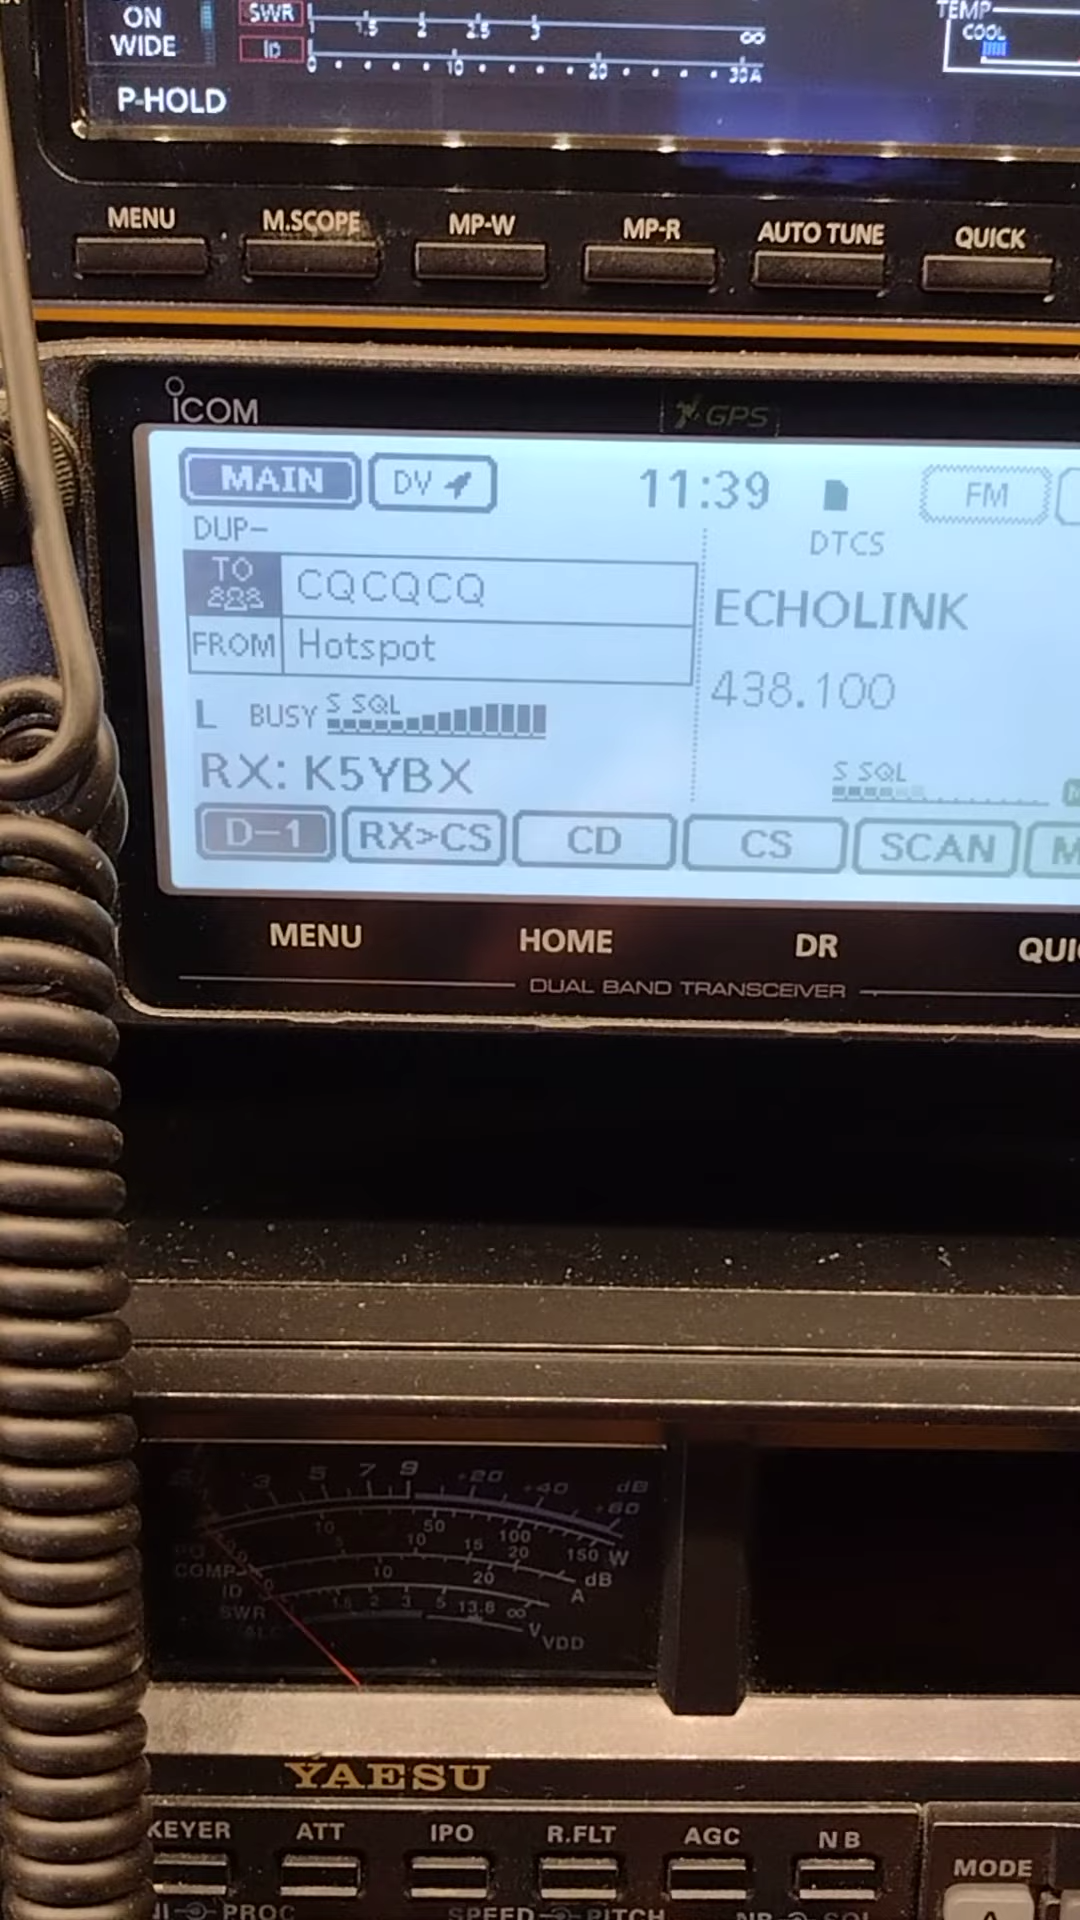 ON
WIDE
SWR
1 1.5 2 2.5 3 ∞
ID
0 10 20 30A
TEMP
COOL
P-HOLD
MENU M.SCOPE MP-W MP-R AUTO TUNE QUICK
ICOM
GPS
MAIN DV 11:39 FM
DUP- DTCS
TO CQCQCQ
ECHOLINK
FROM Hotspot
438.100
L BUSY S SQL
S SQL
RX: K5YBX
D-1 RX>CS CD CS SCAN M
MENU HOME DR QUIC
DUAL BAND TRANSCEIVER
3 5 7 9 +20 +40 +60 dB
10 50 100 150 W
PO
10 15 20 dB
COMP
0 10 20 A
ID
1.5 2 3 5 ∞
SWR
13.8 V
ALC
VDD
YAESU
KEYER ATT IPO R.FLT AGC NB
MODE
PROC SPEED PITCH
A